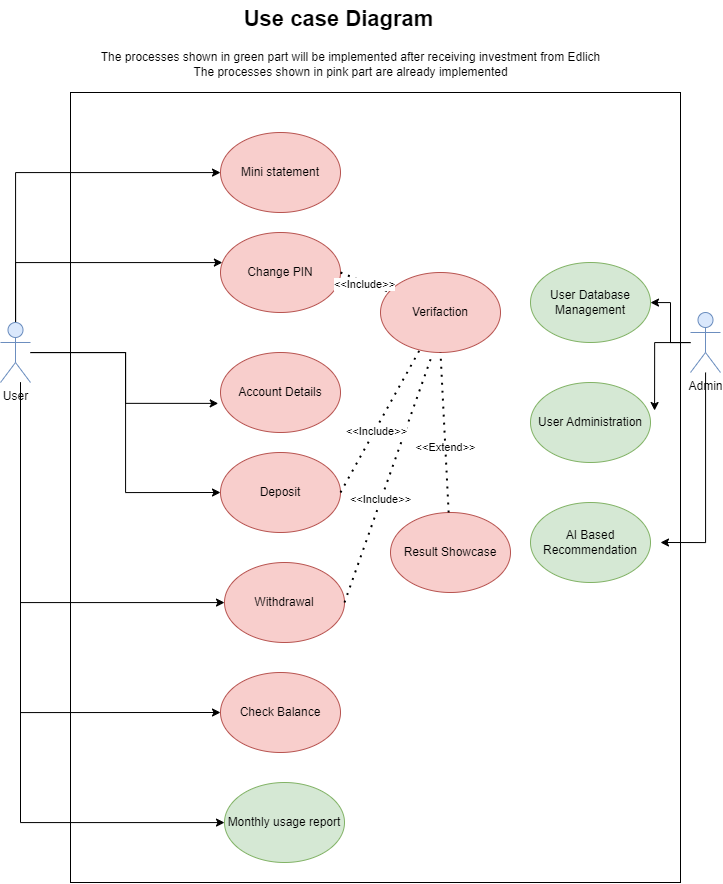 Use case Diagram
The processes shown in green part will be implemented after receiving investment from Edlich
The processes shown in pink part are already implemented
Mini statement
Change PIN
<<Include>>
Verifaction
User Database
Management
User
Admin
Account Details
User Administration
<<Include>>
<<Extend>>
Deposit
<<Include>>
AI Based
Recommendation
Result Showcase
Withdrawal
Check Balance
Monthly usage report